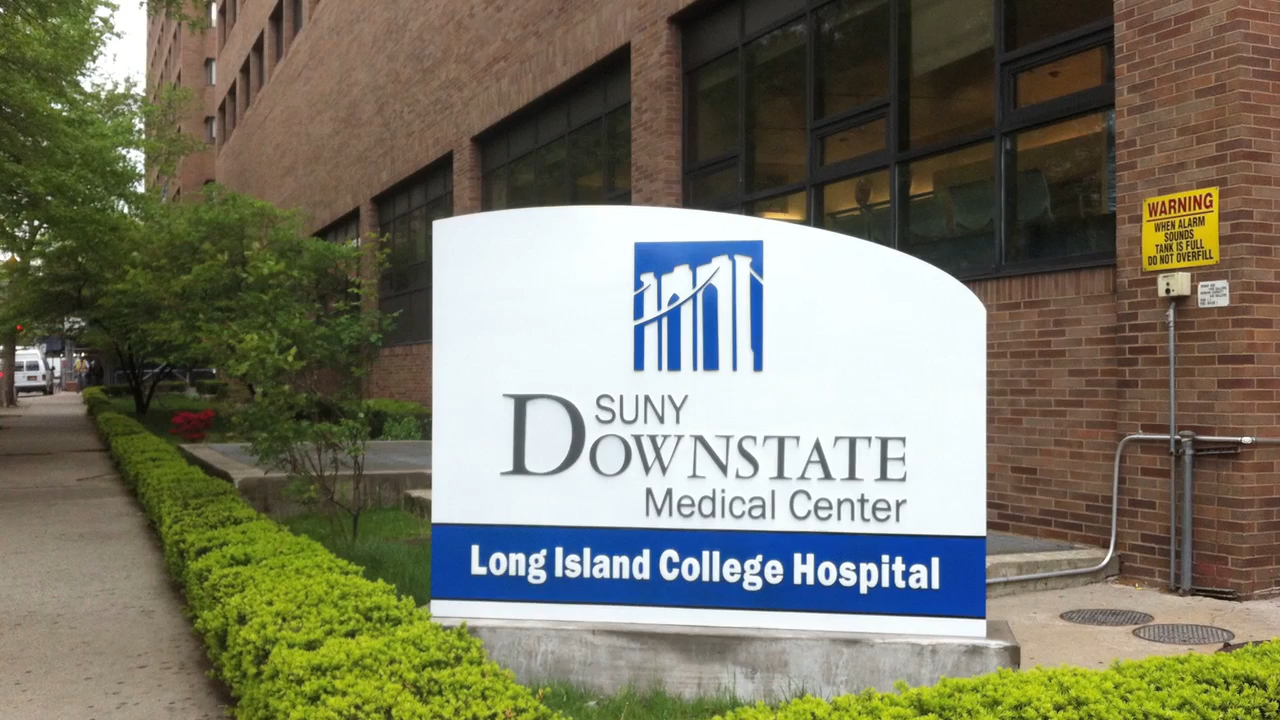 SUNY
DOWNSTATE
Medical Center
Long Island College Hospital
WARNING
WHEN ALARM
SOUNDS
TANK IS FULL
DO NOT OVERFILL